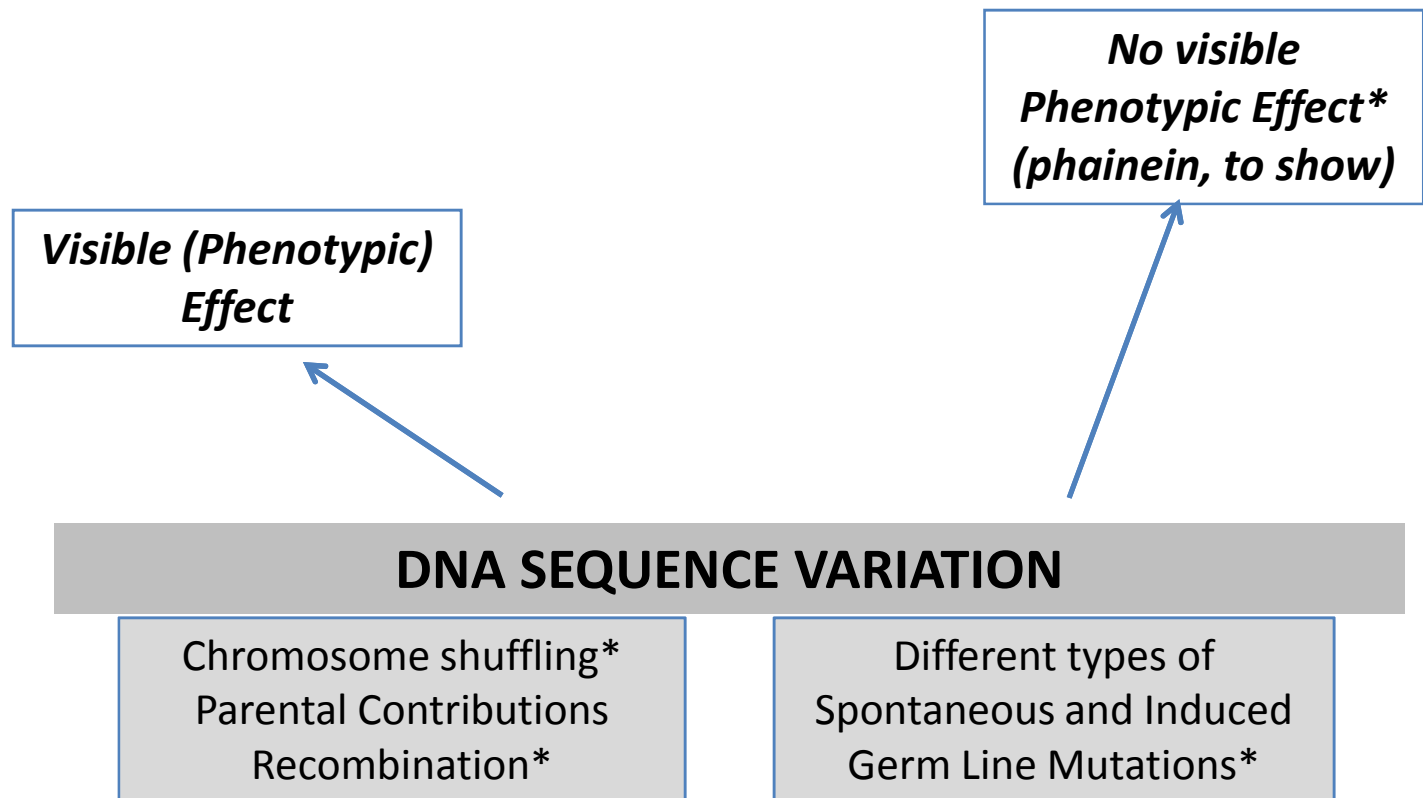 No visible
Phenotypic Effect*
(phainein, to show)
Visible (Phenotypic)
Effect
DNA SEQUENCE VARIATION
Chromosome shuffling*
Parental Contributions
Recombination*
Different types of
Spontaneous and Induced
Germ Line Mutations*